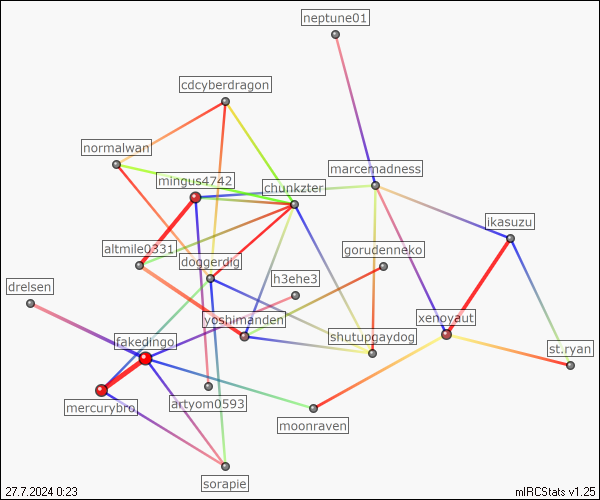 neptune01
cdcyberdragon
normalwan
marcemadness
mingus4742
chunkzter
ikasuzu
altmile0331
gorudenneko
doggerdig
h3ehe3
drelsen
yoshimanden
xenoyaut
fakedingo
shutupgaydog
st.ryan
mercurybro
artyom0593
moonraven
sorapie
27.7.2024 0:23
mIRCStats v1.25